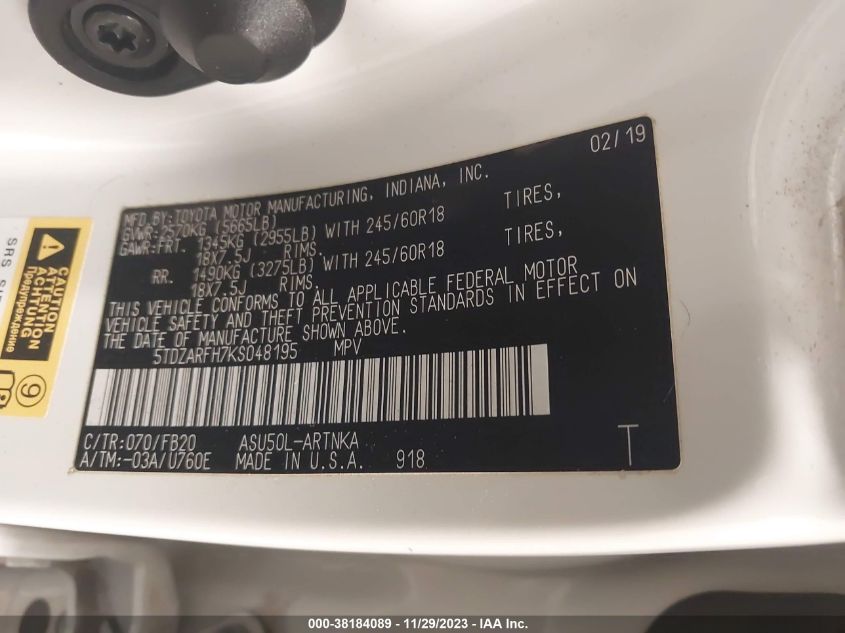 02/19
MFD.BY:TOYOTA MOTOR MANUFACTURING, INDIANA, INC.
GVWR:2570KG (5665LB)
GAWR:FRT. 1345KG (2955LB) WITH 245/60R18 TIRES,
18X7.5J RIMS.
RR. 1490KG (3275LB) WITH 245/60R18 TIRES,
18X7.5J RIMS.
THIS VEHICLE CONFORMS TO ALL APPLICABLE FEDERAL MOTOR
VEHICLE SAFETY AND THEFT PREVENTION STANDARDS IN EFFECT ON
THE DATE OF MANUFACTURE SHOWN ABOVE.
5TDZARFH7KS048195 MPV
C/TR:070/FB20 ASU50L-ARTNKA
A/TM:-03A/U760E MADE IN U.S.A. 918 T
SRS
CAUTION
ATTENTION
ACHTUNG
Предупреждение
9
000-38184089 - 11/29/2023 - IAA Inc.